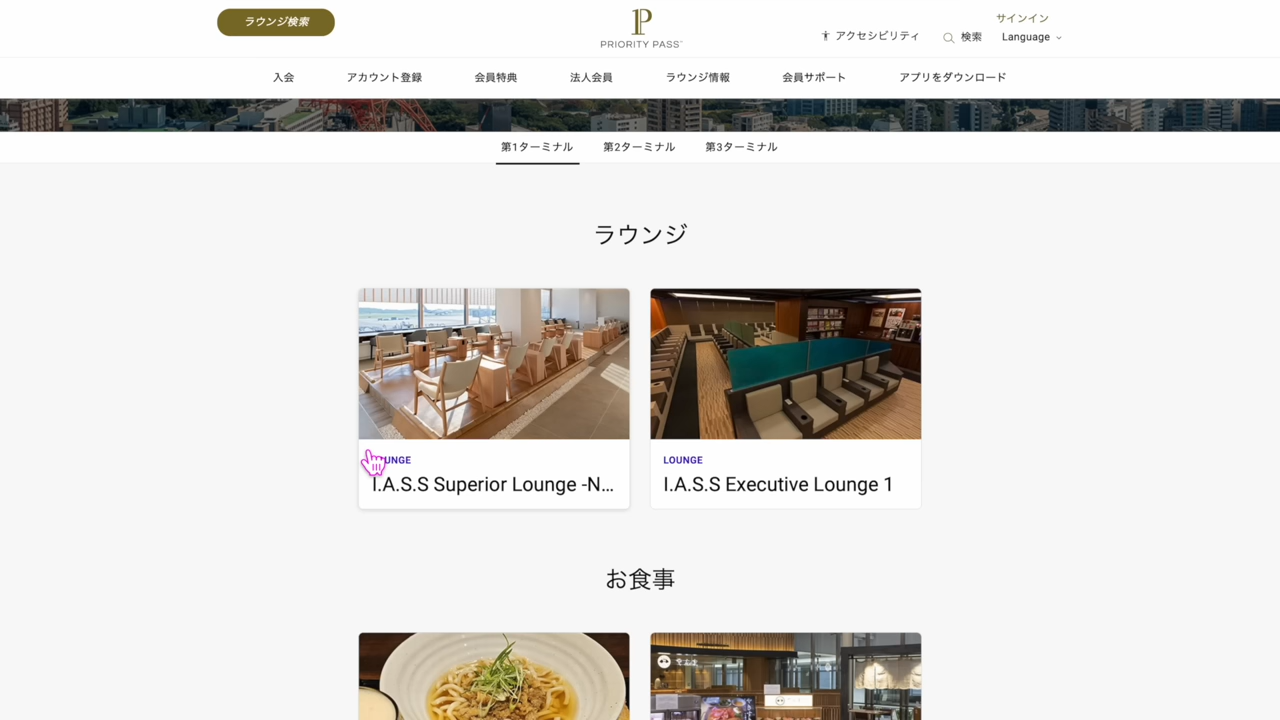 ラウンジ検索
PRIORITY PASS
サインイン
アクセシビリティ
検索
Language
入会
アカウント登録
会員特典
法人会員
ラウンジ情報
会員サポート
アプリをダウンロード
第1ターミナル
第2ターミナル
第3ターミナル
ラウンジ
UNGE
I.A.S.S Superior Lounge -N...
LOUNGE
I.A.S.S Executive Lounge 1
お食事